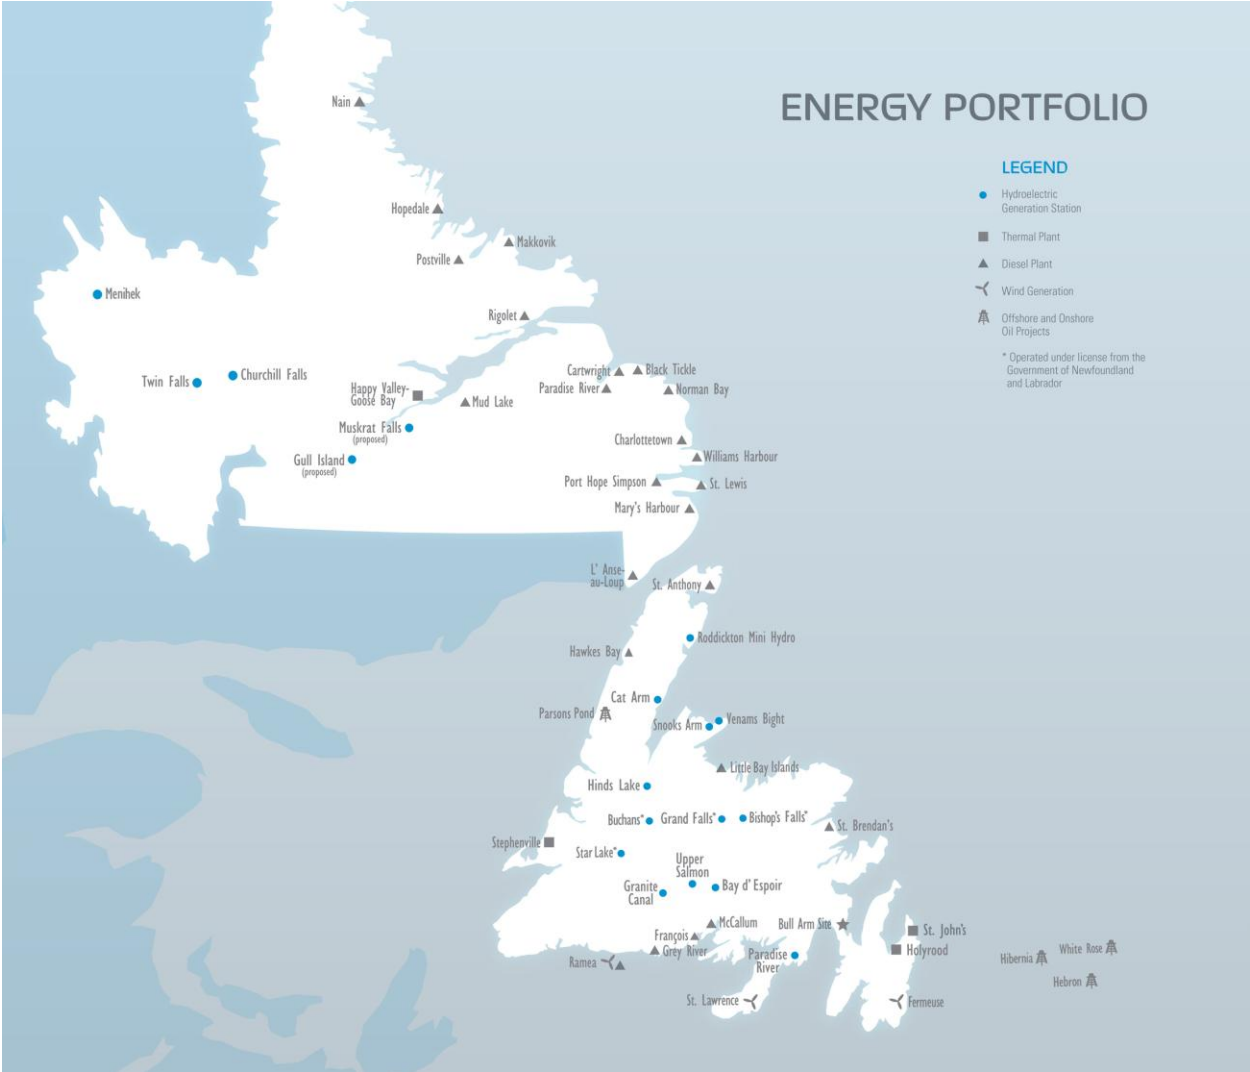 ENERGY PORTFOLIO
LEGEND
Hydroelectric
Generation Station
Thermal Plant
Diesel Plant
Wind Generation
Offshore and Onshore
Oil Projects
* Operated under license from the
Government of Newfoundland
and Labrador
Nain
Hopedale
Makkovik
Postville
Menihek
Rigolet
Twin Falls
Churchill Falls
Happy Valley-
Goose Bay
Mud Lake
Cartwright
Black Tickle
Paradise River
Norman Bay
Muskrat Falls
(proposed)
Gull Island
(proposed)
Charlottetown
Williams Harbour
Port Hope Simpson
St. Lewis
Mary's Harbour
L' Anse-
au-Loup
St. Anthony
Roddickton Mini Hydro
Hawkes Bay
Cat Arm
Parsons Pond
Snooks Arm
Venams Bight
Little Bay Islands
Hinds Lake
Buchans*
Grand Falls*
Bishop's Falls*
St. Brendan's
Stephenville
Star Lake*
Upper
Salmon
Granite
Canal
Bay d' Espoir
McCallum
Bull Arm Site
St. John's
François
Grey River
Holyrood
Paradise
River
Ramea
Hibernia
White Rose
Hebron
St. Lawrence
Fermeuse